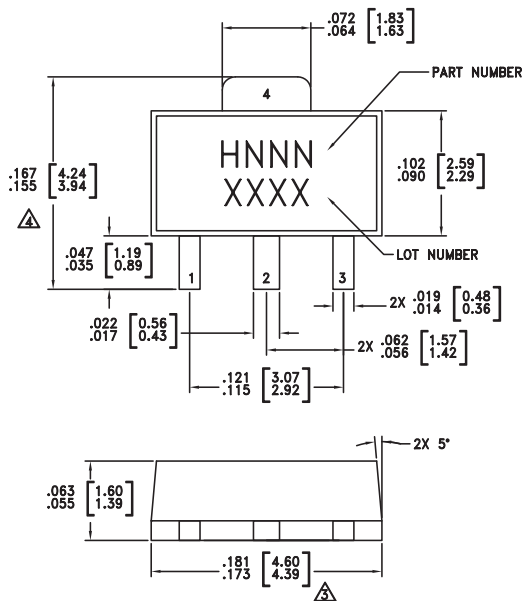 .072 [1.83]
.064 [1.63]
PART NUMBER
4
HNNN
XXXX
.167 [4.24]
.155 [3.94]
4
.102 [2.59]
.090 [2.29]
LOT NUMBER
.047 [1.19]
.035 [0.89]
1 2 3
2X .019 [0.48]
.014 [0.36]
.022 [0.56]
.017 [0.43]
2X .062 [1.57]
.056 [1.42]
.121 [3.07]
.115 [2.92]
2X 5°
.063 [1.60]
.055 [1.39]
.181 [4.60]
.173 [4.39]
3